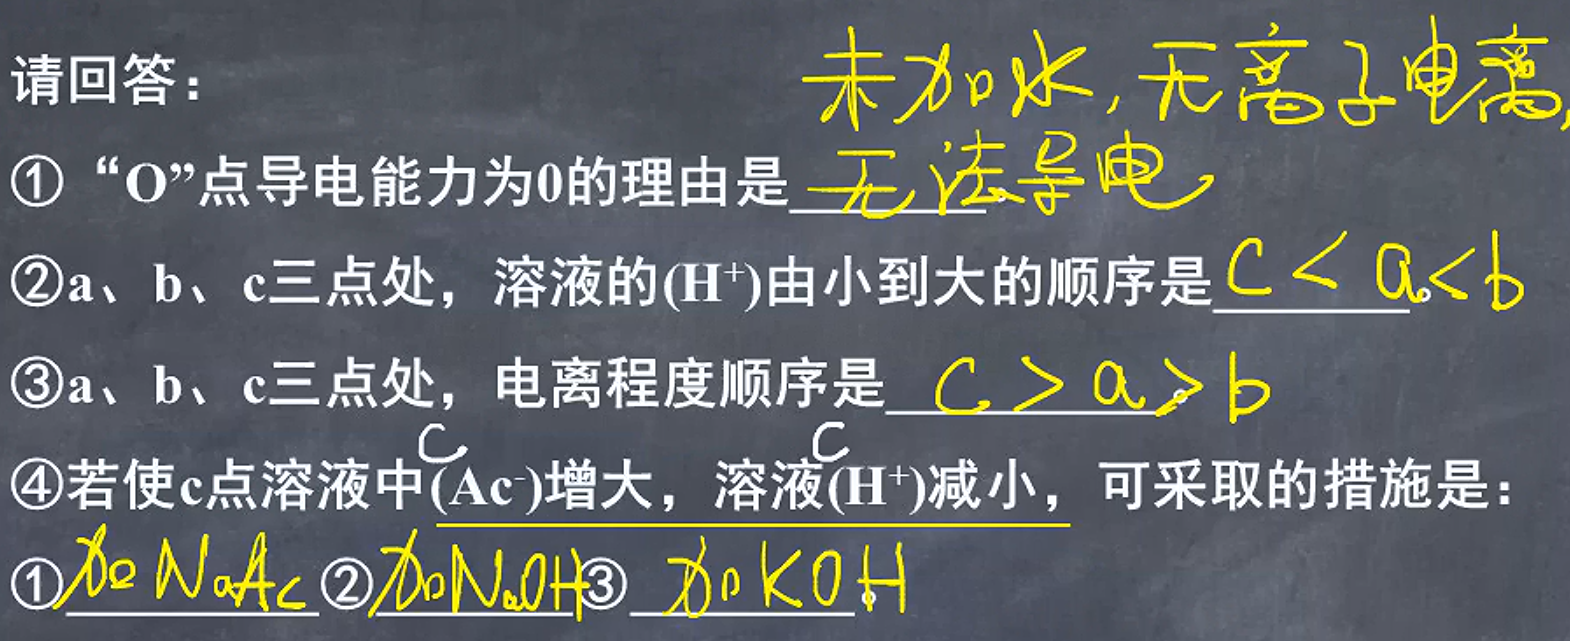 请回答： 未加水，无离子电离，
①“O”点导电能力为0的理由是 无法导电。
②a、b、c三点处，溶液的(H⁺)由小到大的顺序是 c<a<b。
③a、b、c三点处，电离程度顺序是 c>a>b。
④若使c点溶液中c(Ac⁻)增大，溶液c(H⁺)减小，可采取的措施是：
①加NaAc②加NaOH③加KOH。